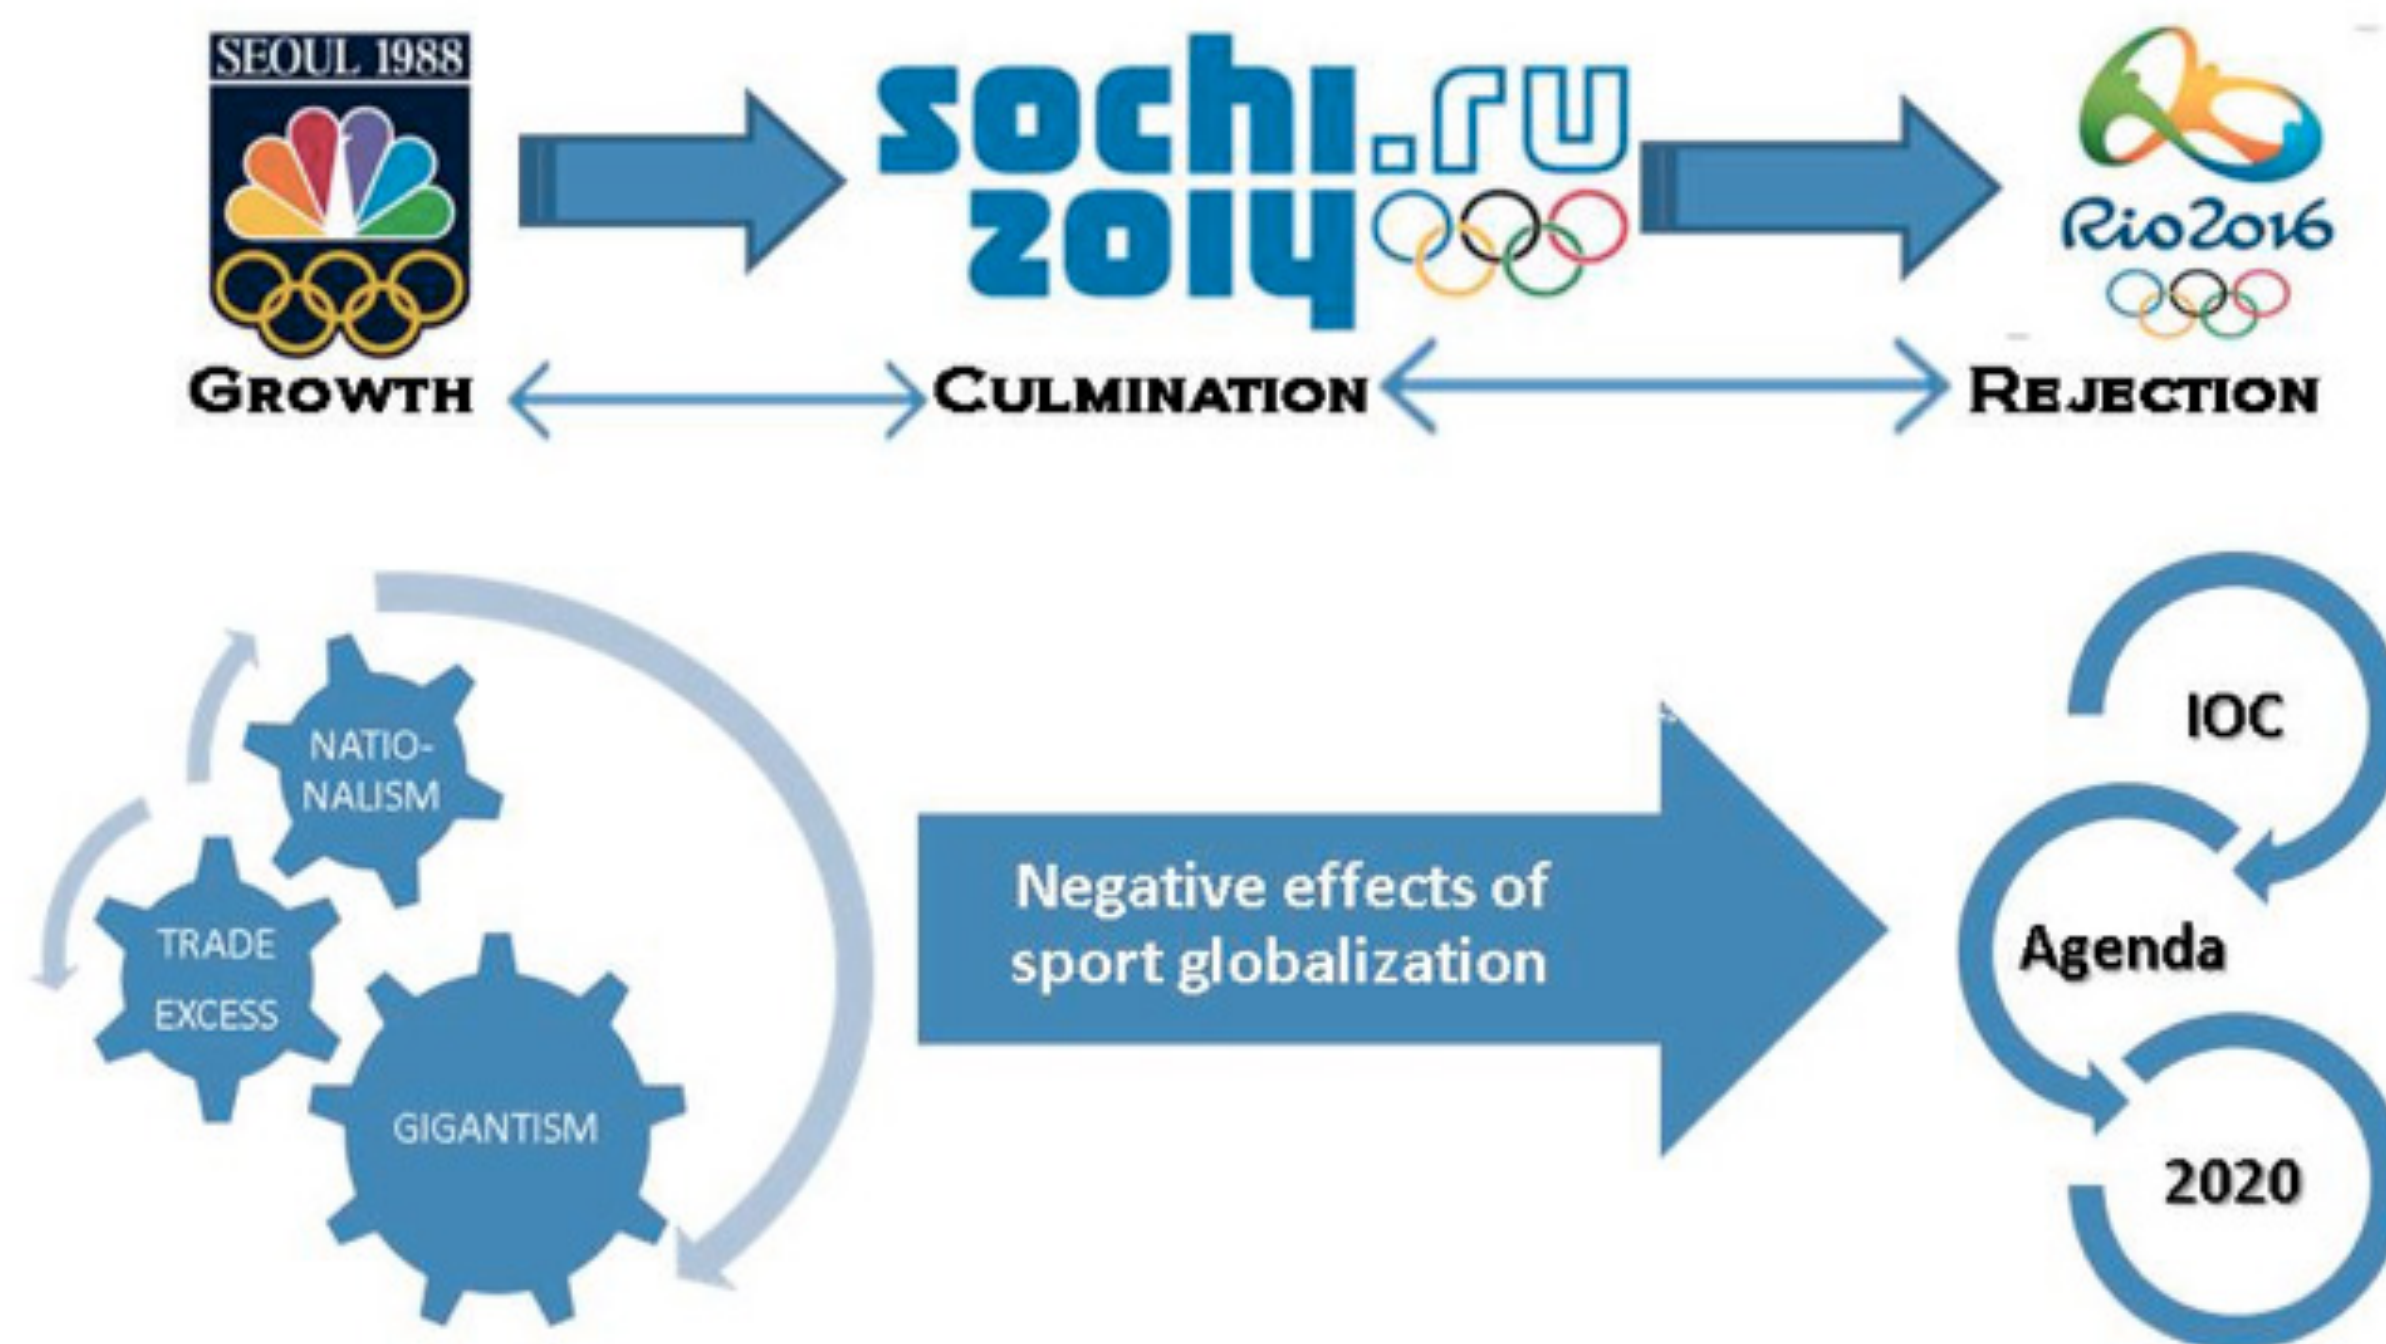 SEOUL 1988
sochi.ru
2014
Rio2016
GROWTH
CULMINATION
REJECTION
NATIO-
NALISM
TRADE
EXCESS
GIGANTISM
Negative effects of
sport globalization
IOC
Agenda
2020